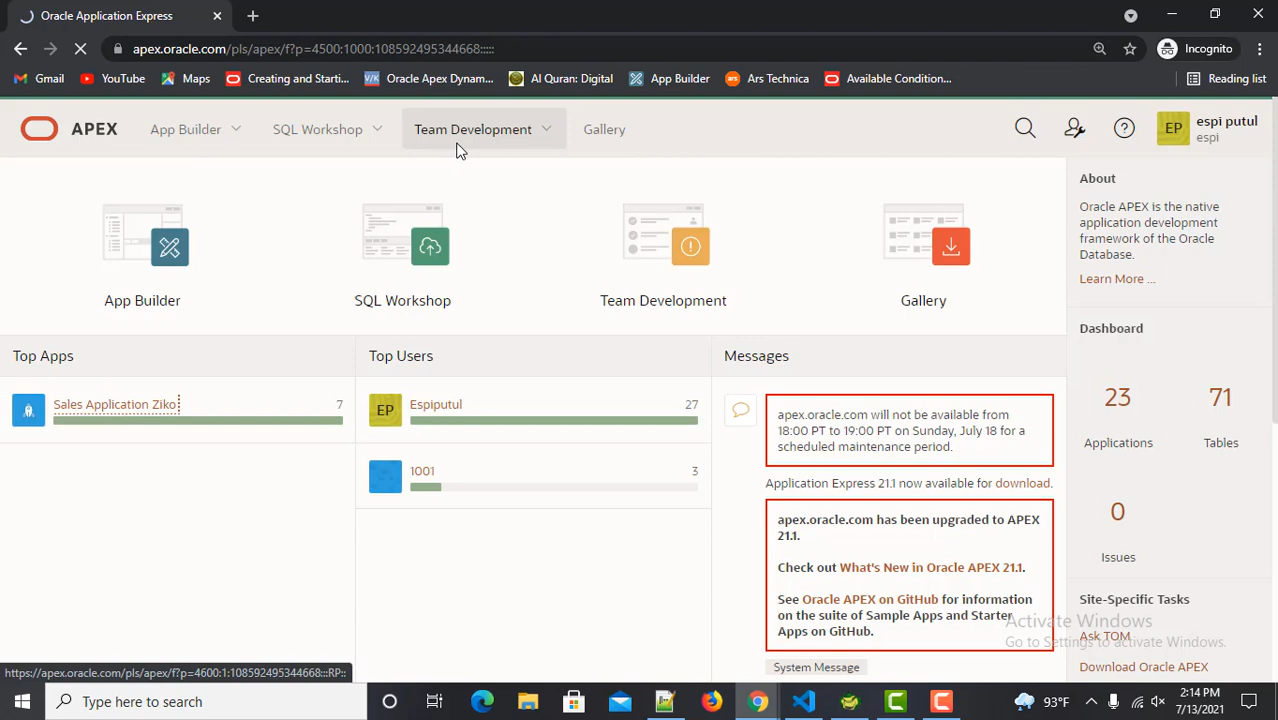 Oracle Application Express
apex.oracle.com/pls/apex/f?p=4500:1000:108592495344668:::::
Incognito
Gmail
YouTube
Maps
Creating and Starti...
Oracle Apex Dynam...
Al Quran: Digital
App Builder
Ars Technica
Available Condition...
Reading list
APEX
App Builder
SQL Workshop
Team Development
Gallery
EP
espi putul
espi
App Builder
SQL Workshop
Team Development
Gallery
About
Oracle APEX is the native
application development
framework of the Oracle
Database.
Learn More ...
Top Apps
Sales Application Ziko
7
Top Users
EP
Espiputul
27
1001
3
Messages
apex.oracle.com will not be available from
18:00 PT to 19:00 PT on Sunday, July 18 for a
scheduled maintenance period.
Application Express 21.1 now available for download.
apex.oracle.com has been upgraded to APEX
21.1.
Check out What's New in Oracle APEX 21.1.
See Oracle APEX on GitHub for information
on the suite of Sample Apps and Starter
Apps on GitHub.
System Message
Dashboard
23
71
Applications
Tables
0
Issues
Site-Specific Tasks
Ask TOM
Download Oracle APEX
Activate Windows
Go to Settings to activate Windows.
https://apex.oracle.com/pls/apex/f?p=4600:1:108592495344668:::RP::
Type here to search
93°F
2:14 PM
7/13/2021